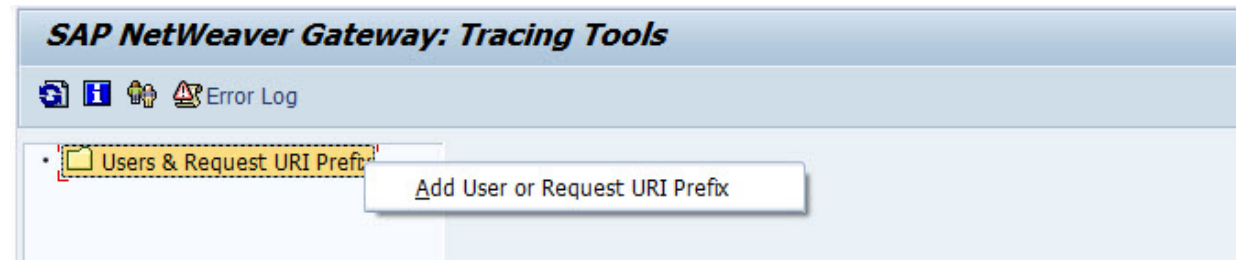 SAP NetWeaver Gateway: Tracing Tools
Error Log
Users & Request URI Prefix
Add User or Request URI Prefix